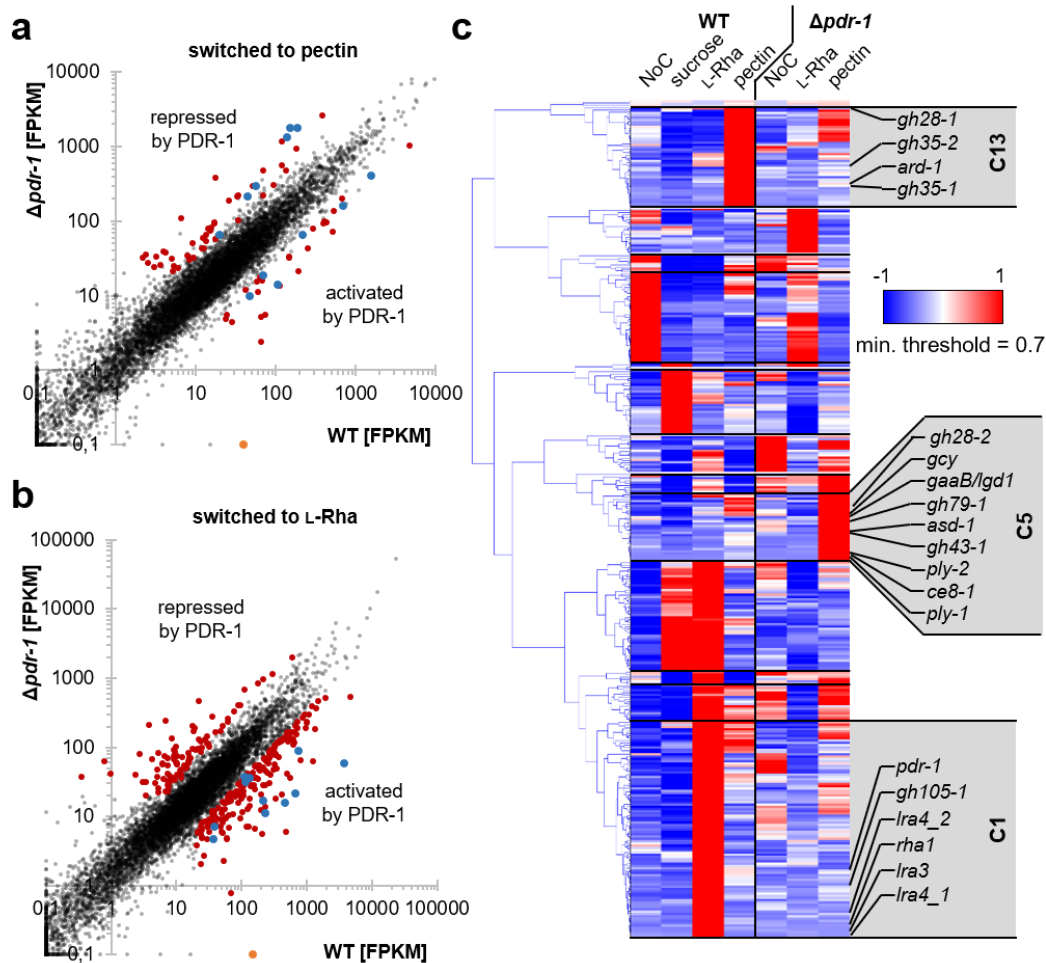 a
switched to pectin
Δpdr-1 [FPKM]
10000
1000
100
10
1
0,1
repressed
by PDR-1
activated
by PDR-1
0,1
1
10
100
1000
10000
WT [FPKM]
b
switched to L-Rha
Δpdr-1 [FPKM]
100000
10000
1000
100
10
1
0,1
repressed
by PDR-1
activated
by PDR-1
0,1
1
10
100
1000
10000
100000
WT [FPKM]
c
WT
Δpdr-1
NoC
sucrose
L-Rha
pectin
NoC
L-Rha
pectin
gh28-1
gh35-2
ard-1
gh35-1
C13
-1
1
min. threshold = 0.7
gh28-2
gcy
gaaB/lgd1
gh79-1
asd-1
gh43-1
ply-2
ce8-1
ply-1
C5
pdr-1
gh105-1
lra4_2
rha1
lra3
lra4_1
C1